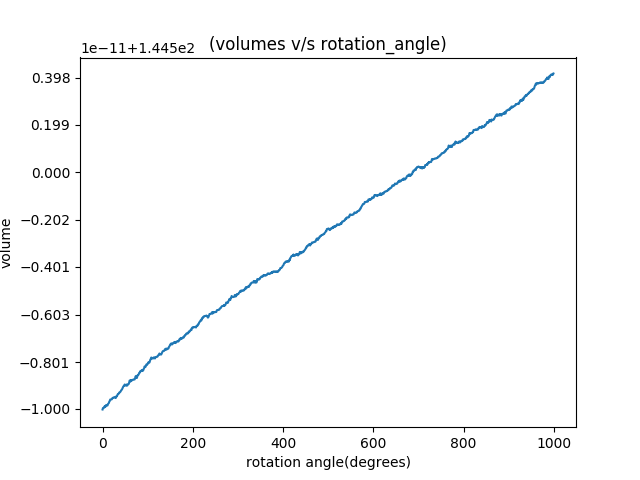 1e−11+1.445e2
(volumes v/s rotation_angle)
0.398
0.199
0.000
−0.202
−0.401
−0.603
−0.801
−1.000
volume
0 200 400 600 800 1000
rotation angle(degrees)